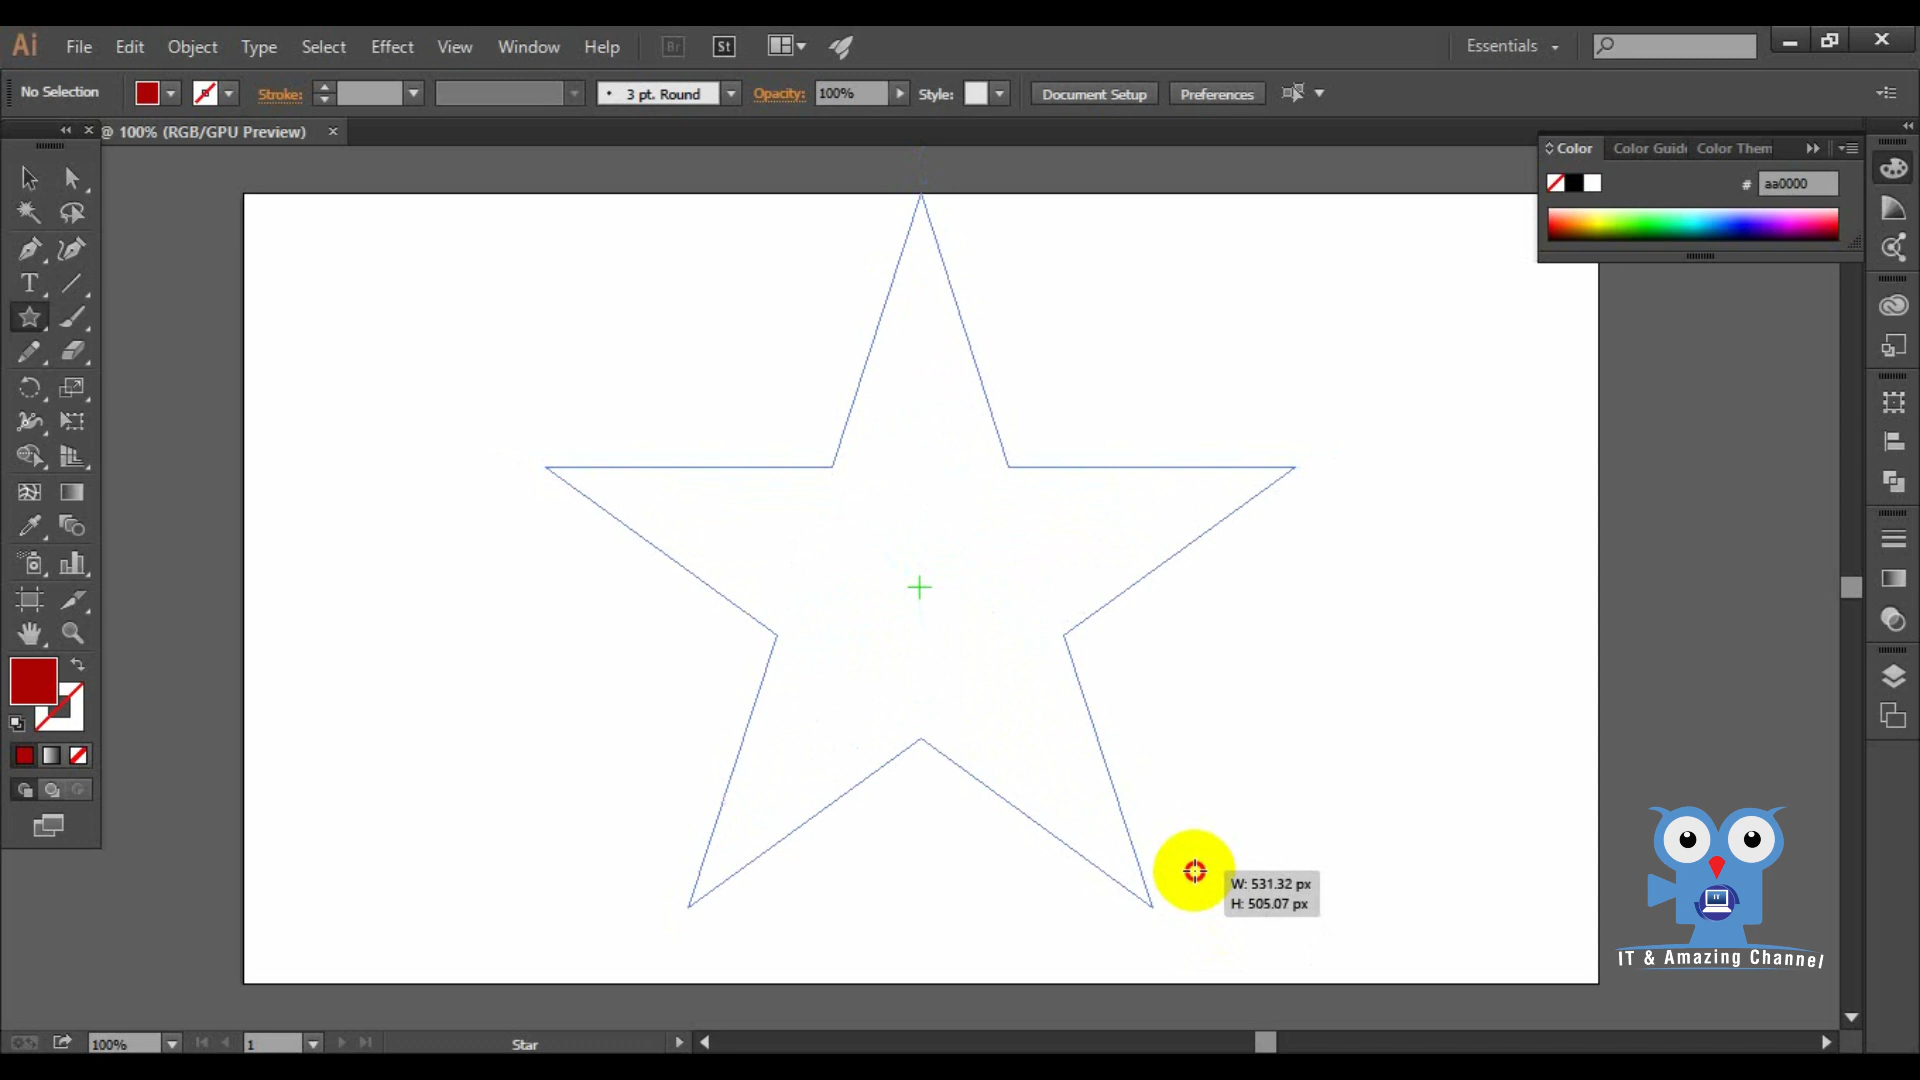 Ai File Edit Object Type Select Effect View Window Help Br St Essentials
No Selection Stroke: 3 pt. Round Opacity: 100% Style: Document Setup Preferences
@ 100% (RGB/GPU Preview)
Color Color Guid Color Them
# aa0000
T
W: 531.32 px
H: 505.07 px
IT & Amazing Channel
100% 1 Star